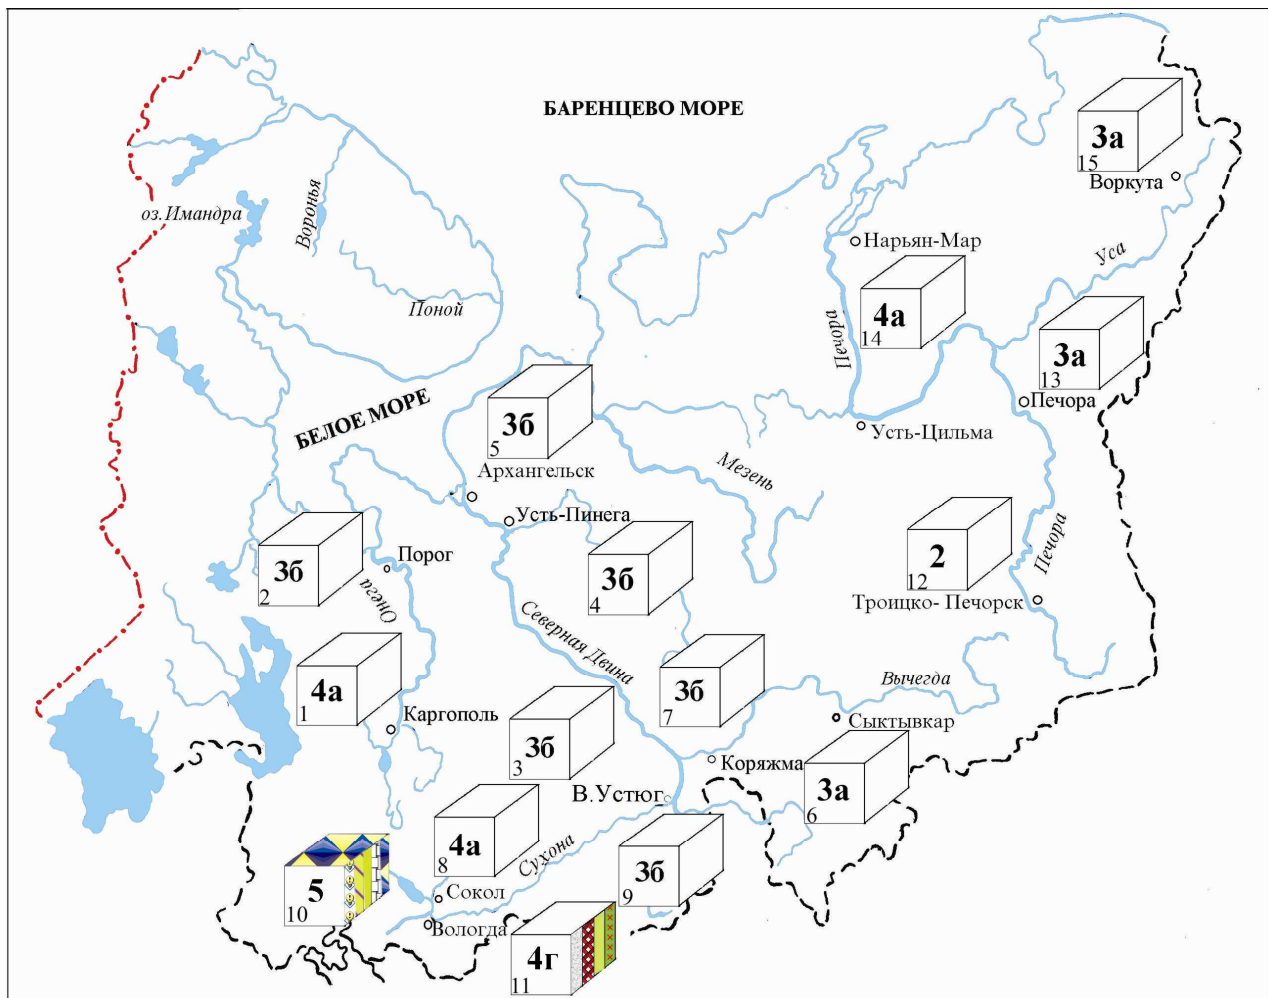 БАРЕНЦЕВО МОРЕ
3а
15
Воркута
оз.Имандра
Воронья
Нарьян-Мар
Уса
Поной
4а
14
Печора
3а
13
Печора
БЕЛОЕ МОРЕ
3б
5
Усть-Цильма
Архангельск
Мезень
Усть-Пинега
3б
2
Порог
Онега
3б
4
2
12
Печора
Троицко- Печорск
Северная Двина
4а
1
Каргополь
3б
7
Вычегда
Сыктывкар
3б
3
Коряжма
3а
6
В.Устюг
4а
8
Сухона
3б
9
5
10
Сокол
Вологда
4г
11